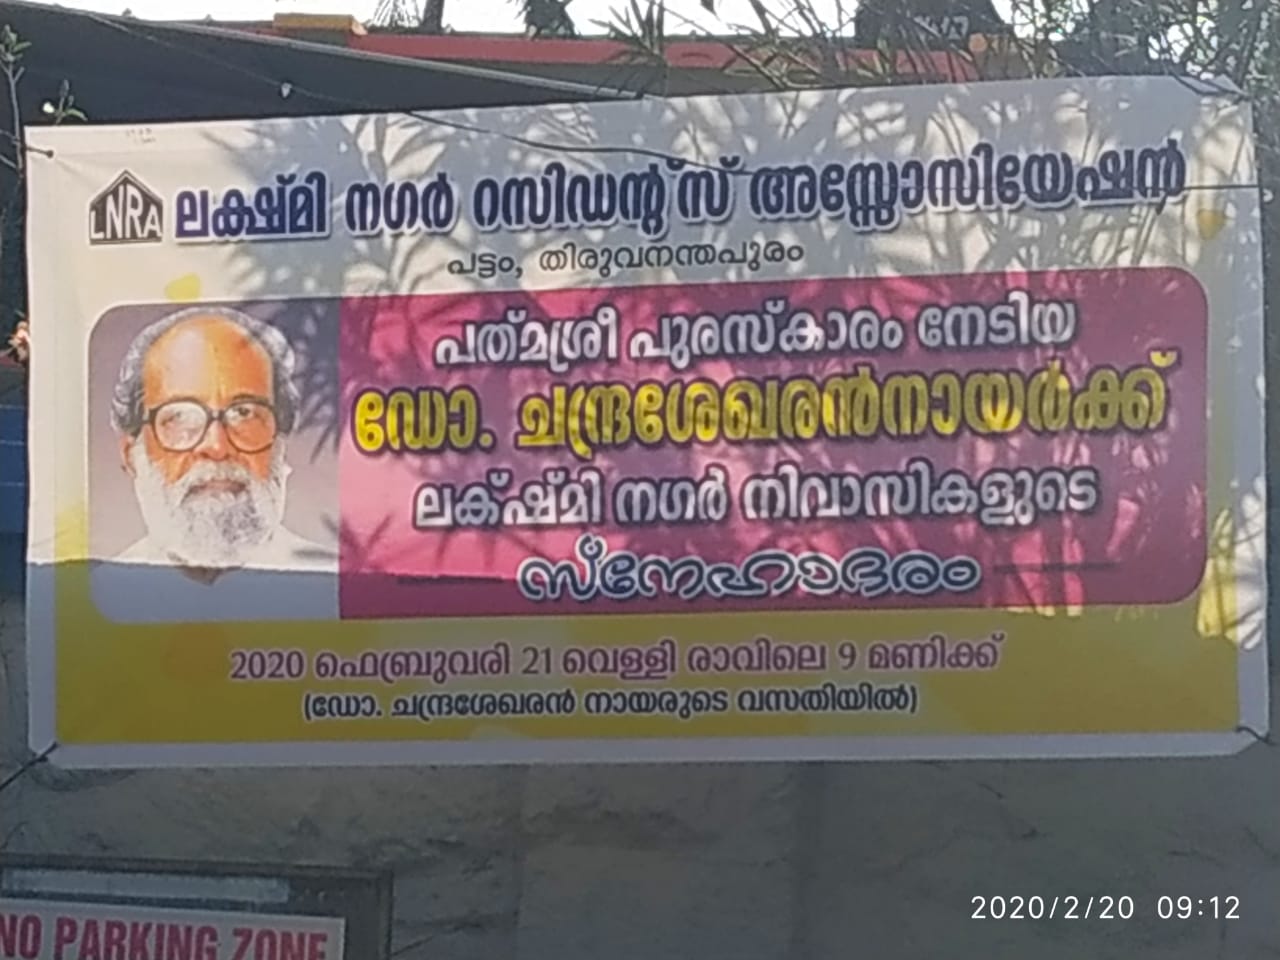 LNRA ലക്ഷ്മി നഗർ റസിഡന്റ്സ് അസ്സോസിയേഷൻ
പട്ടം, തിരുവനന്തപുരം
പത്മശ്രീ പുരസ്കാരം നേടിയ
ഡോ. ചന്ദ്രശേഖരൻനായർക്ക്
ലക്ഷ്മി നഗർ നിവാസികളുടെ
സ്നേഹാദരം
2020 ഫെബ്രുവരി 21 വെള്ളി രാവിലെ 9 മണിക്ക്
(ഡോ. ചന്ദ്രശേഖരൻ നായരുടെ വസതിയിൽ)
2020/2/20 09:12
NO PARKING ZONE